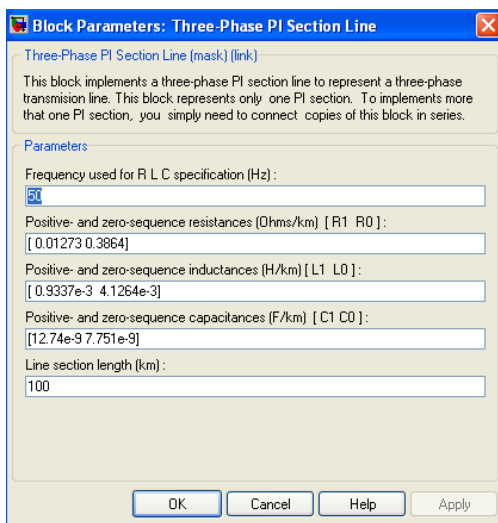 Block Parameters: Three-Phase PI Section Line
Three-Phase PI Section Line (mask) (link)
This block implements a three-phase PI section line to represent a three-phase
transmision line. This block represents only one PI section. To implements more
that one PI section, you simply need to connect copies of this block in series.
Parameters
Frequency used for R L C specification (Hz) :
50
Positive- and zero-sequence resistances (Ohms/km) [ R1 R0 ] :
[ 0.01273 0.3864]
Positive- and zero-sequence inductances (H/km) [ L1 L0 ] :
[ 0.9337e-3 4.1264e-3]
Positive- and zero-sequence capacitances (F/km) [ C1 C0 ] :
[12.74e-9 7.751e-9]
Line section length (km) :
100
OK Cancel Help Apply